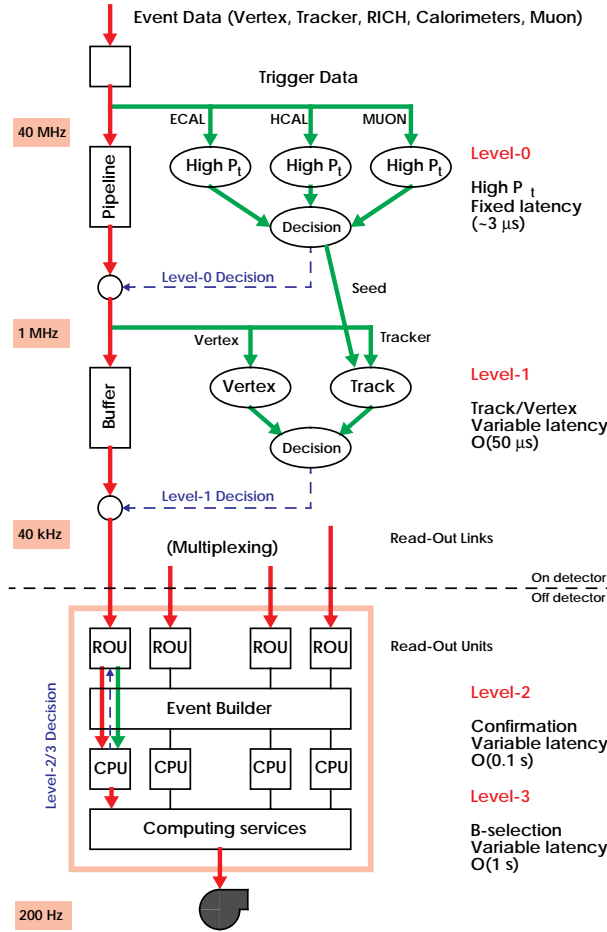 Event Data (Vertex, Tracker, RICH, Calorimeters, Muon)
Trigger Data
40 MHz
ECAL
HCAL
MUON
Pipeline
High Pt
High Pt
High Pt
Level-0
High Pt
Fixed latency
(~3 μs)
Decision
Level-0 Decision
Seed
1 MHz
Vertex
Tracker
Buffer
Vertex
Track
Level-1
Track/Vertex
Variable latency
O(50 μs)
Decision
Level-1 Decision
40 kHz
(Multiplexing)
Read-Out Links
On detector
Off detector
ROU
ROU
ROU
ROU
Read-Out Units
Level-2/3 Decision
Event Builder
Level-2
Confirmation
Variable latency
O(0.1 s)
CPU
CPU
CPU
CPU
Level-3
Computing services
B-selection
Variable latency
O(1 s)
200 Hz